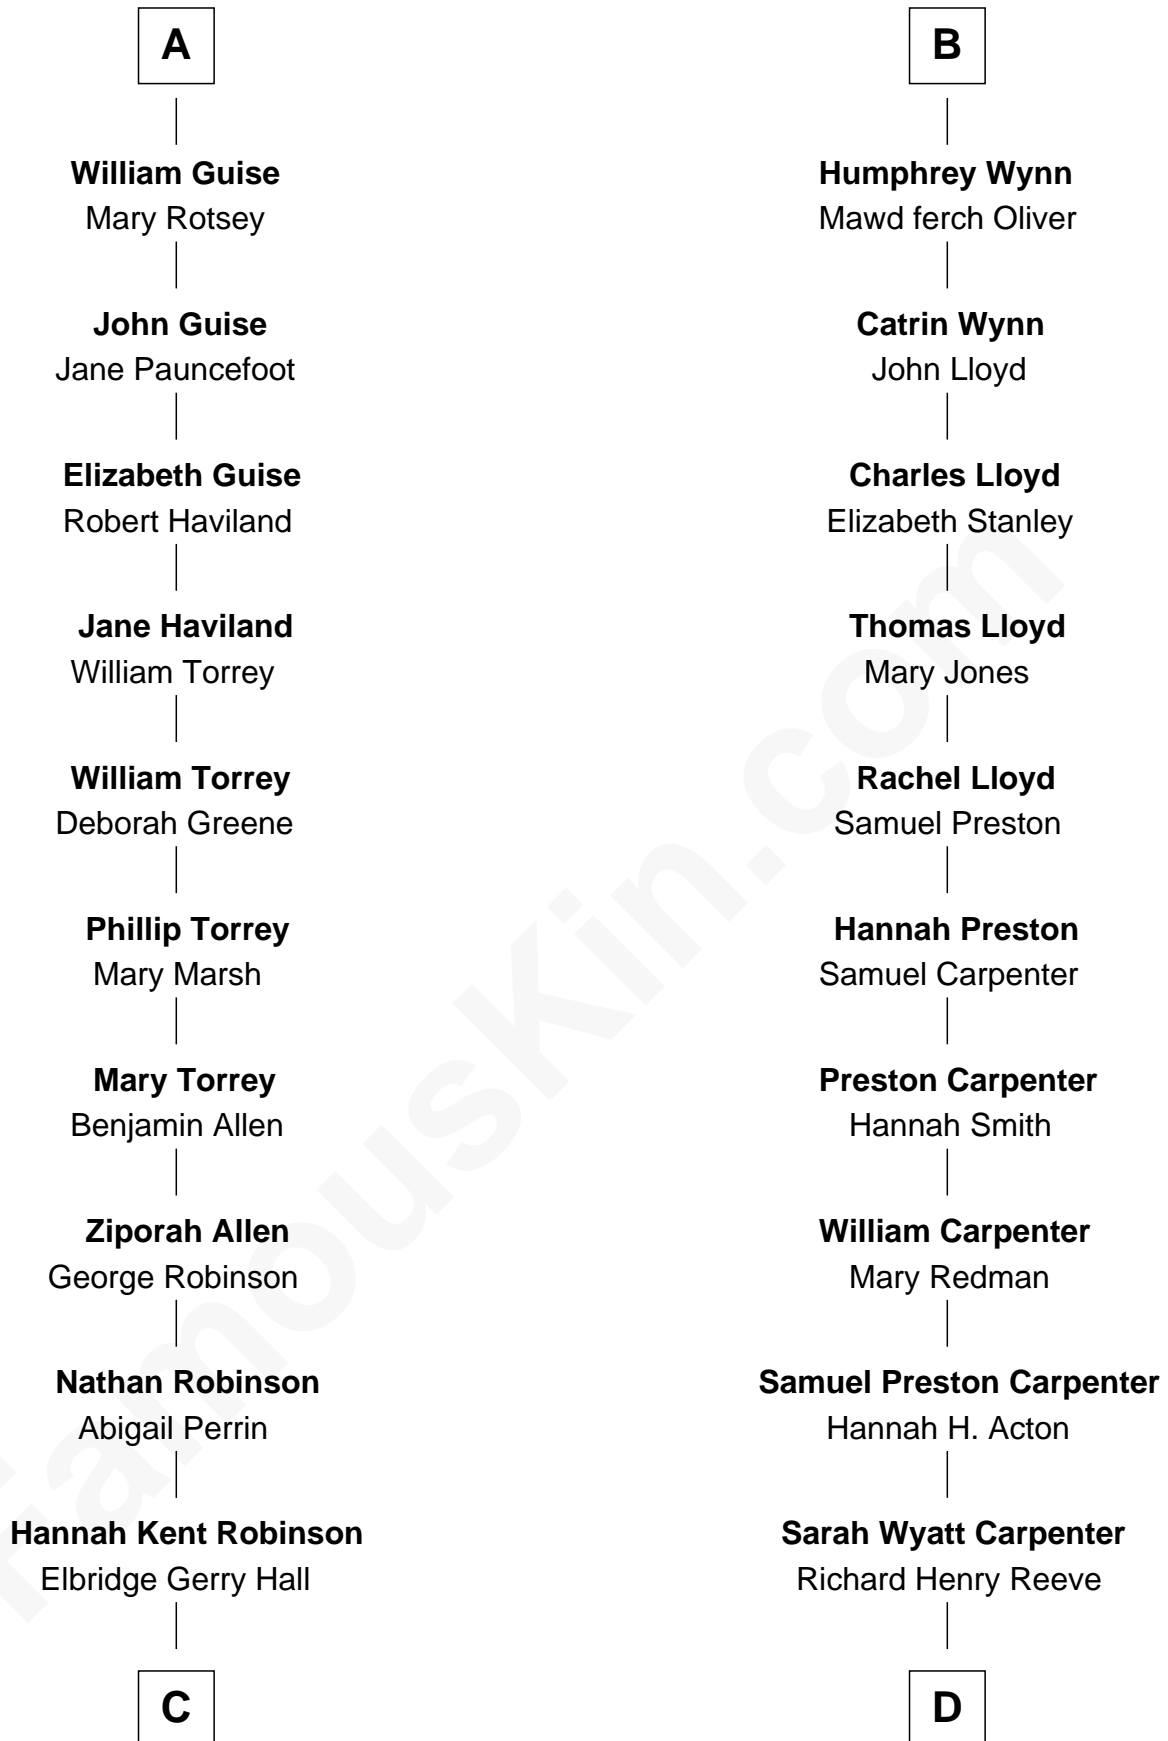 A
William Guise
Mary Rotsey
John Guise
Jane Pauncefoot
Elizabeth Guise
Robert Haviland
Jane Haviland
William Torrey
William Torrey
Deborah Greene
Phillip Torrey
Mary Marsh
Mary Torrey
Benjamin Allen
Ziporah Allen
George Robinson
Nathan Robinson
Abigail Perrin
Hannah Kent Robinson
Elbridge Gerry Hall
C
B
Humphrey Wynn
Mawd ferch Oliver
Catrin Wynn
John Lloyd
Charles Lloyd
Elizabeth Stanley
Thomas Lloyd
Mary Jones
Rachel Lloyd
Samuel Preston
Hannah Preston
Samuel Carpenter
Preston Carpenter
Hannah Smith
William Carpenter
Mary Redman
Samuel Preston Carpenter
Hannah H. Acton
Sarah Wyatt Carpenter
Richard Henry Reeve
D
famouskin.com